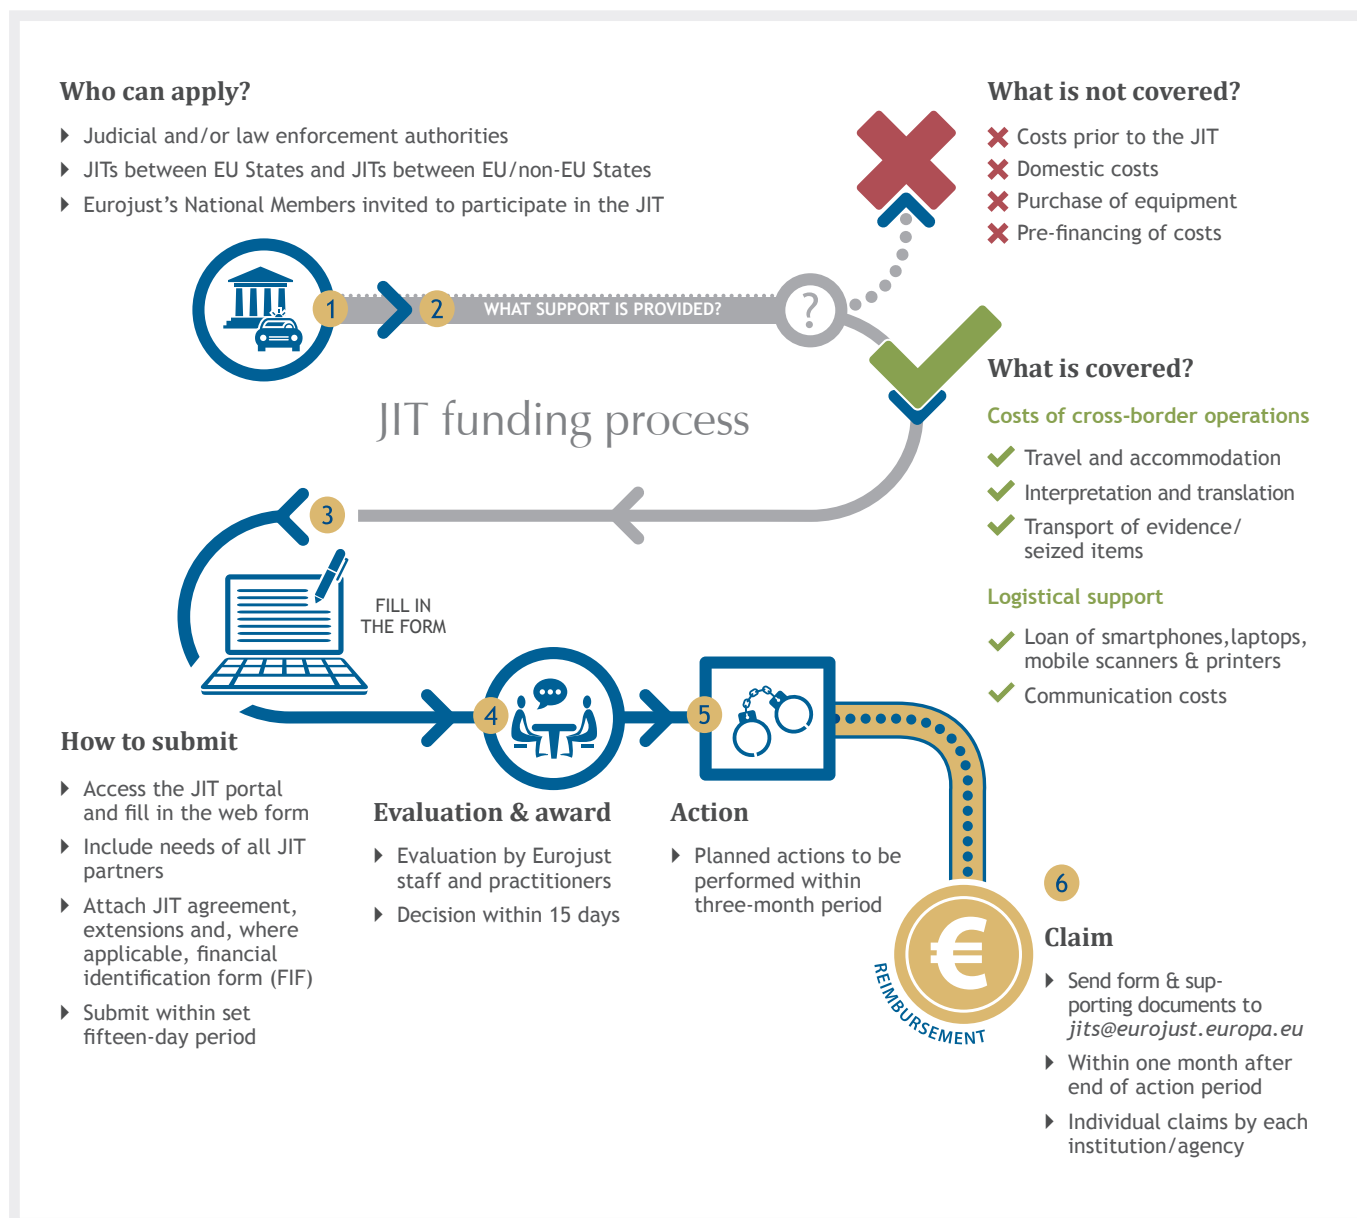 Who can apply?
Judicial and/or law enforcement authorities
JITs between EU States and JITs between EU/non-EU States
Eurojust's National Members invited to participate in the JIT
What is not covered?
Costs prior to the JIT
Domestic costs
Purchase of equipment
Pre-financing of costs
1
2
WHAT SUPPORT IS PROVIDED?
?
JIT funding process
What is covered?
Costs of cross-border operations
Travel and accommodation
Interpretation and translation
Transport of evidence/
seized items
Logistical support
Loan of smartphones,laptops,
mobile scanners & printers
Communication costs
3
FILL IN
THE FORM
How to submit
Access the JIT portal
and fill in the web form
Include needs of all JIT
partners
Attach JIT agreement,
extensions and, where
applicable, financial
identification form (FIF)
Submit within set
fifteen-day period
4
Evaluation & award
Evaluation by Eurojust
staff and practitioners
Decision within 15 days
5
Action
Planned actions to be
performed within
three-month period
€
REIMBURSEMENT
6
Claim
Send form & sup-
porting documents to
jits@eurojust.europa.eu
Within one month after
end of action period
Individual claims by each
institution/agency